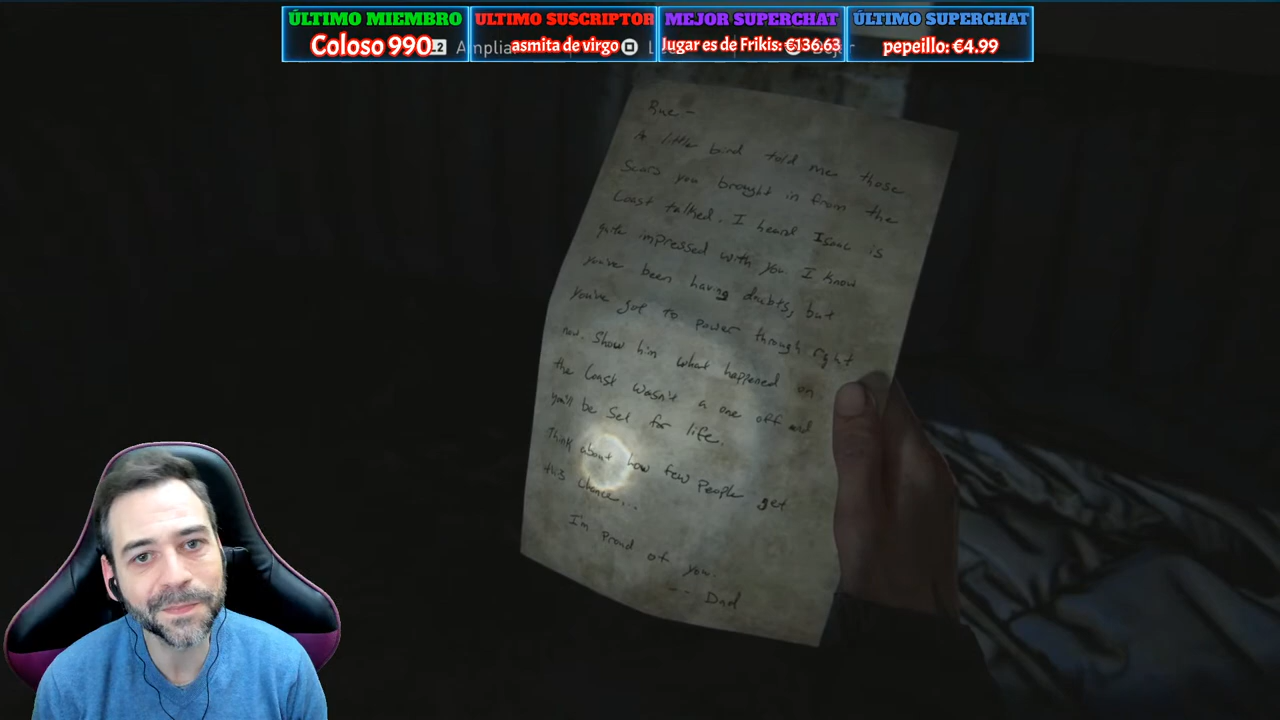 ÚLTIMO MIEMBRO
Coloso 990
ULTIMO SUSCRIPTOR
asmita de virgo
MEJOR SUPERCHAT
Jugar es de Frikis: €136.63
ÚLTIMO SUPERCHAT
pepeillo: €4.99
A little bird told me those
Scars you brought in from the
Coast talked. I heard Isaac is
quite impressed with you I know
you've been having doubts, but
you've got to power through right
now. Show him what happened on
the Coast wasn't a one off and
you'll be set for life.
Think about how few people get
this chance..
I'm proud of you.
-- Dad